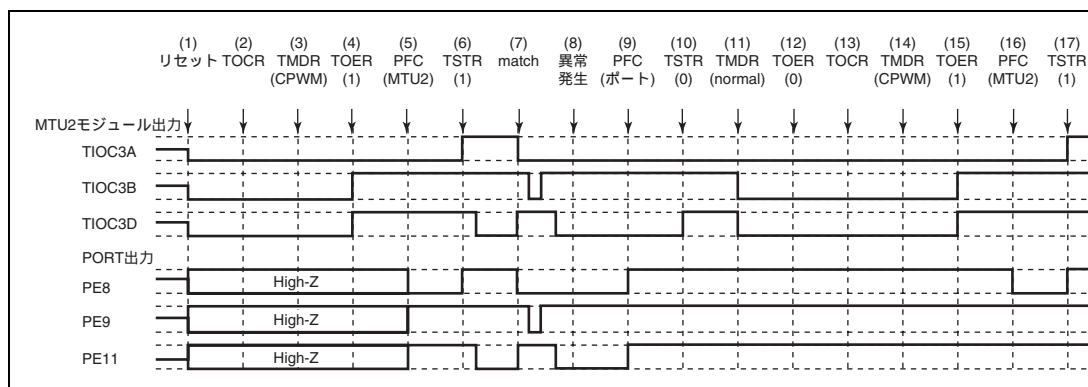 (1) (2) (3) (4) (5) (6) (7) (8) (9) (10) (11) (12) (13) (14) (15) (16) (17)
リセット TOCR TMDR TOER PFC TSTR match 異常 PFC TSTR TMDR TOER TOCR TMDR TOER PFC TSTR
(CPWM) (1) (MTU2) (1) 発生 (ポート) (0) (normal) (0) (CPWM) (1) (MTU2) (1)
MTU2モジュール出力
TIOC3A
TIOC3B
TIOC3D
PORT出力
PE8 High-Z
PE9 High-Z
PE11 High-Z